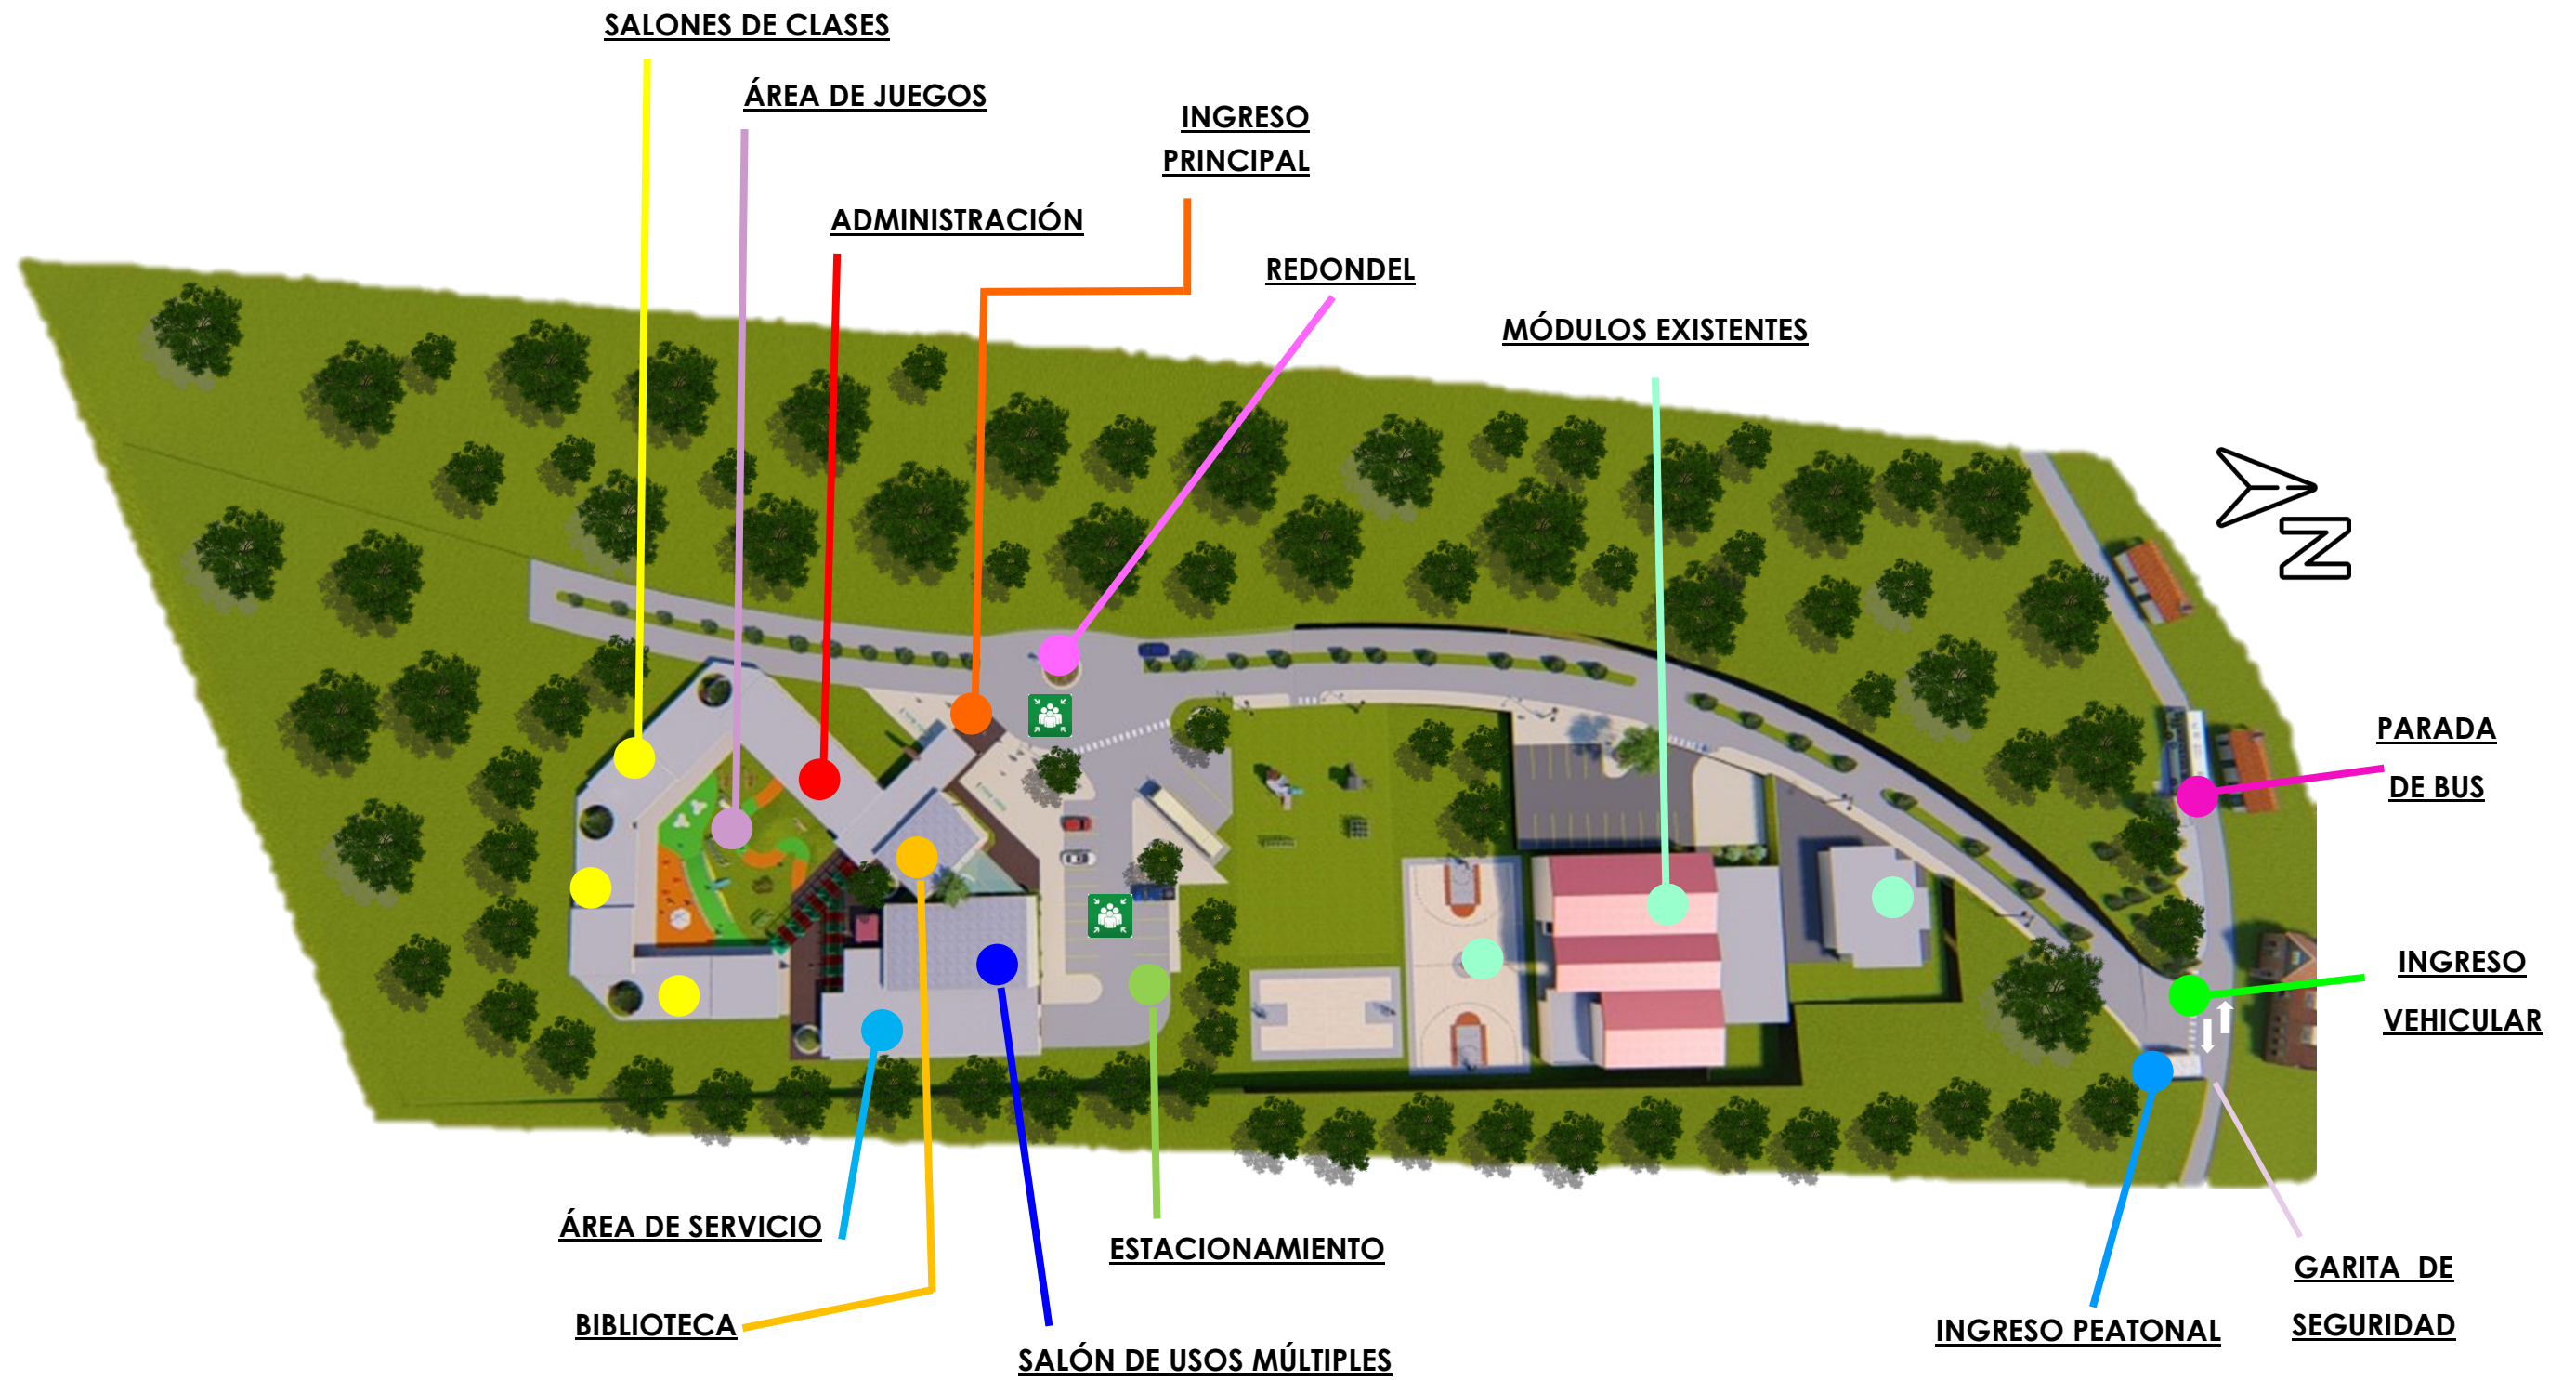 SALONES DE CLASES
ÁREA DE JUEGOS
INGRESO
PRINCIPAL
ADMINISTRACIÓN
REDONDEL
MÓDULOS EXISTENTES
N
PARADA
DE BUS
INGRESO
VEHICULAR
ÁREA DE SERVICIO
ESTACIONAMIENTO
GARITA DE
SEGURIDAD
BIBLIOTECA
INGRESO PEATONAL
SALÓN DE USOS MÚLTIPLES